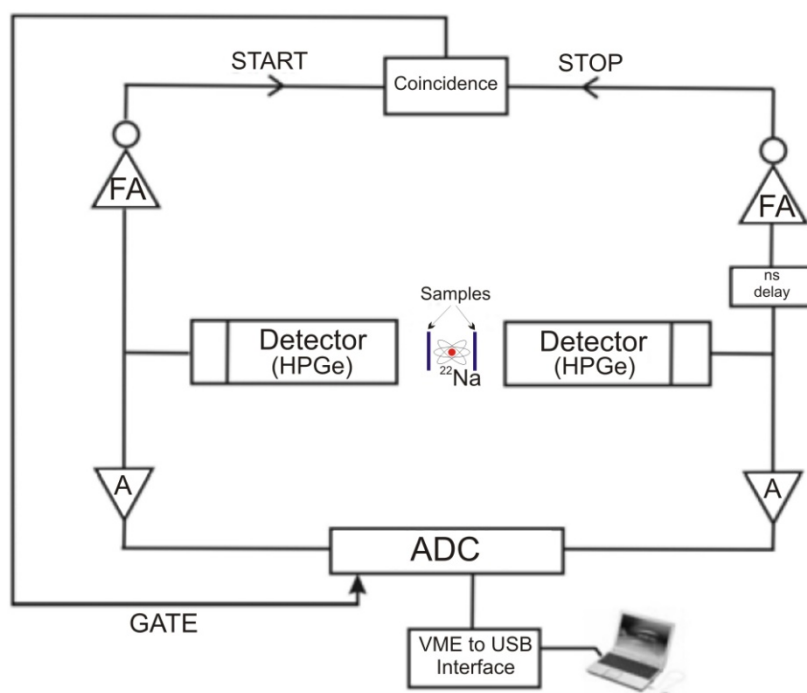 START
STOP
Coincidence
FA
FA
ns
delay
Samples
Detector
(HPGe)
²²Na
Detector
(HPGe)
A
A
ADC
GATE
VME to USB
Interface